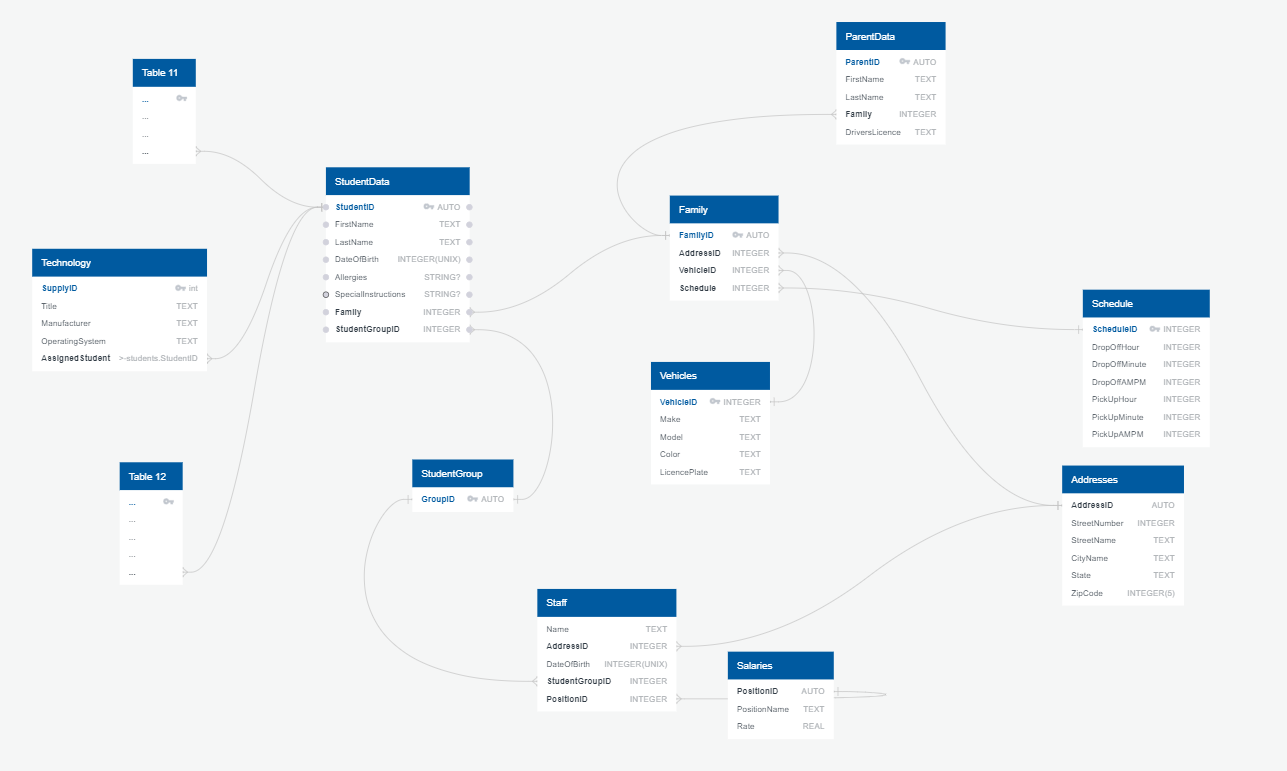 ParentData
ParentID AUTO
FirstName TEXT
LastName TEXT
Family INTEGER
DriversLicence TEXT
Table 11
...
...
...
...
StudentData
StudentID AUTO
FirstName TEXT
LastName TEXT
DateOfBirth INTEGER(UNIX)
Allergies STRING?
SpecialInstructions STRING?
Family INTEGER
StudentGroupID INTEGER
Family
FamilyID AUTO
AddressID INTEGER
VehicleID INTEGER
Schedule INTEGER
Technology
SupplyID int
Title TEXT
Manufacturer TEXT
OperatingSystem TEXT
AssignedStudent >-students.StudentID
Schedule
ScheduleID INTEGER
DropOffHour INTEGER
DropOffMinute INTEGER
DropOffAMPM INTEGER
PickUpHour INTEGER
PickUpMinute INTEGER
PickUpAMPM INTEGER
Vehicles
VehicleID INTEGER
Make TEXT
Model TEXT
Color TEXT
LicencePlate TEXT
Table 12
...
...
...
...
...
StudentGroup
GroupID AUTO
Addresses
AddressID AUTO
StreetNumber INTEGER
StreetName TEXT
CityName TEXT
State TEXT
ZipCode INTEGER(5)
Staff
Name TEXT
AddressID INTEGER
DateOfBirth INTEGER(UNIX)
StudentGroupID INTEGER
PositionID INTEGER
Salaries
PositionID AUTO
PositionName TEXT
Rate REAL